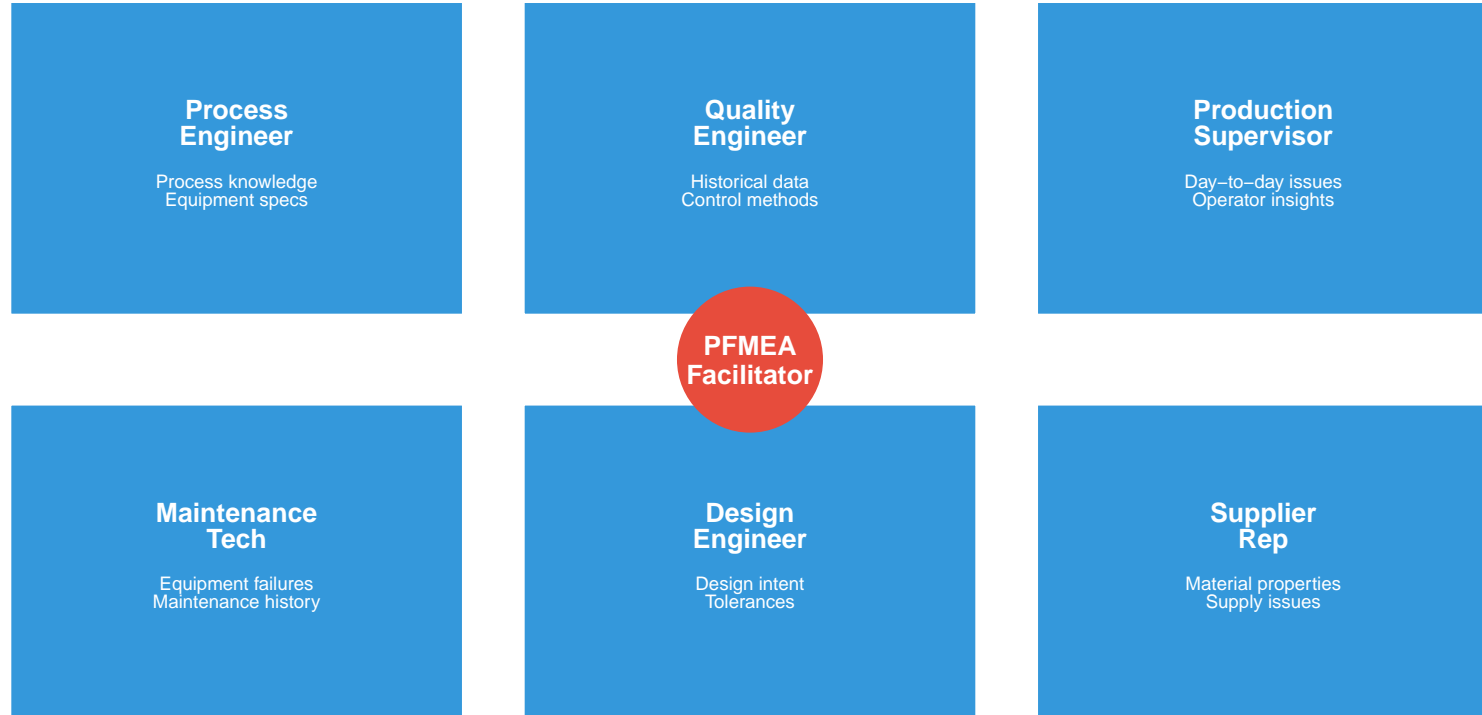 Process
Engineer
Process knowledge
Equipment specs
Quality
Engineer
Historical data
Control methods
Production
Supervisor
Day−to−day issues
Operator insights
PFMEA
Facilitator
Maintenance
Tech
Equipment failures
Maintenance history
Design
Engineer
Design intent
Tolerances
Supplier
Rep
Material properties
Supply issues